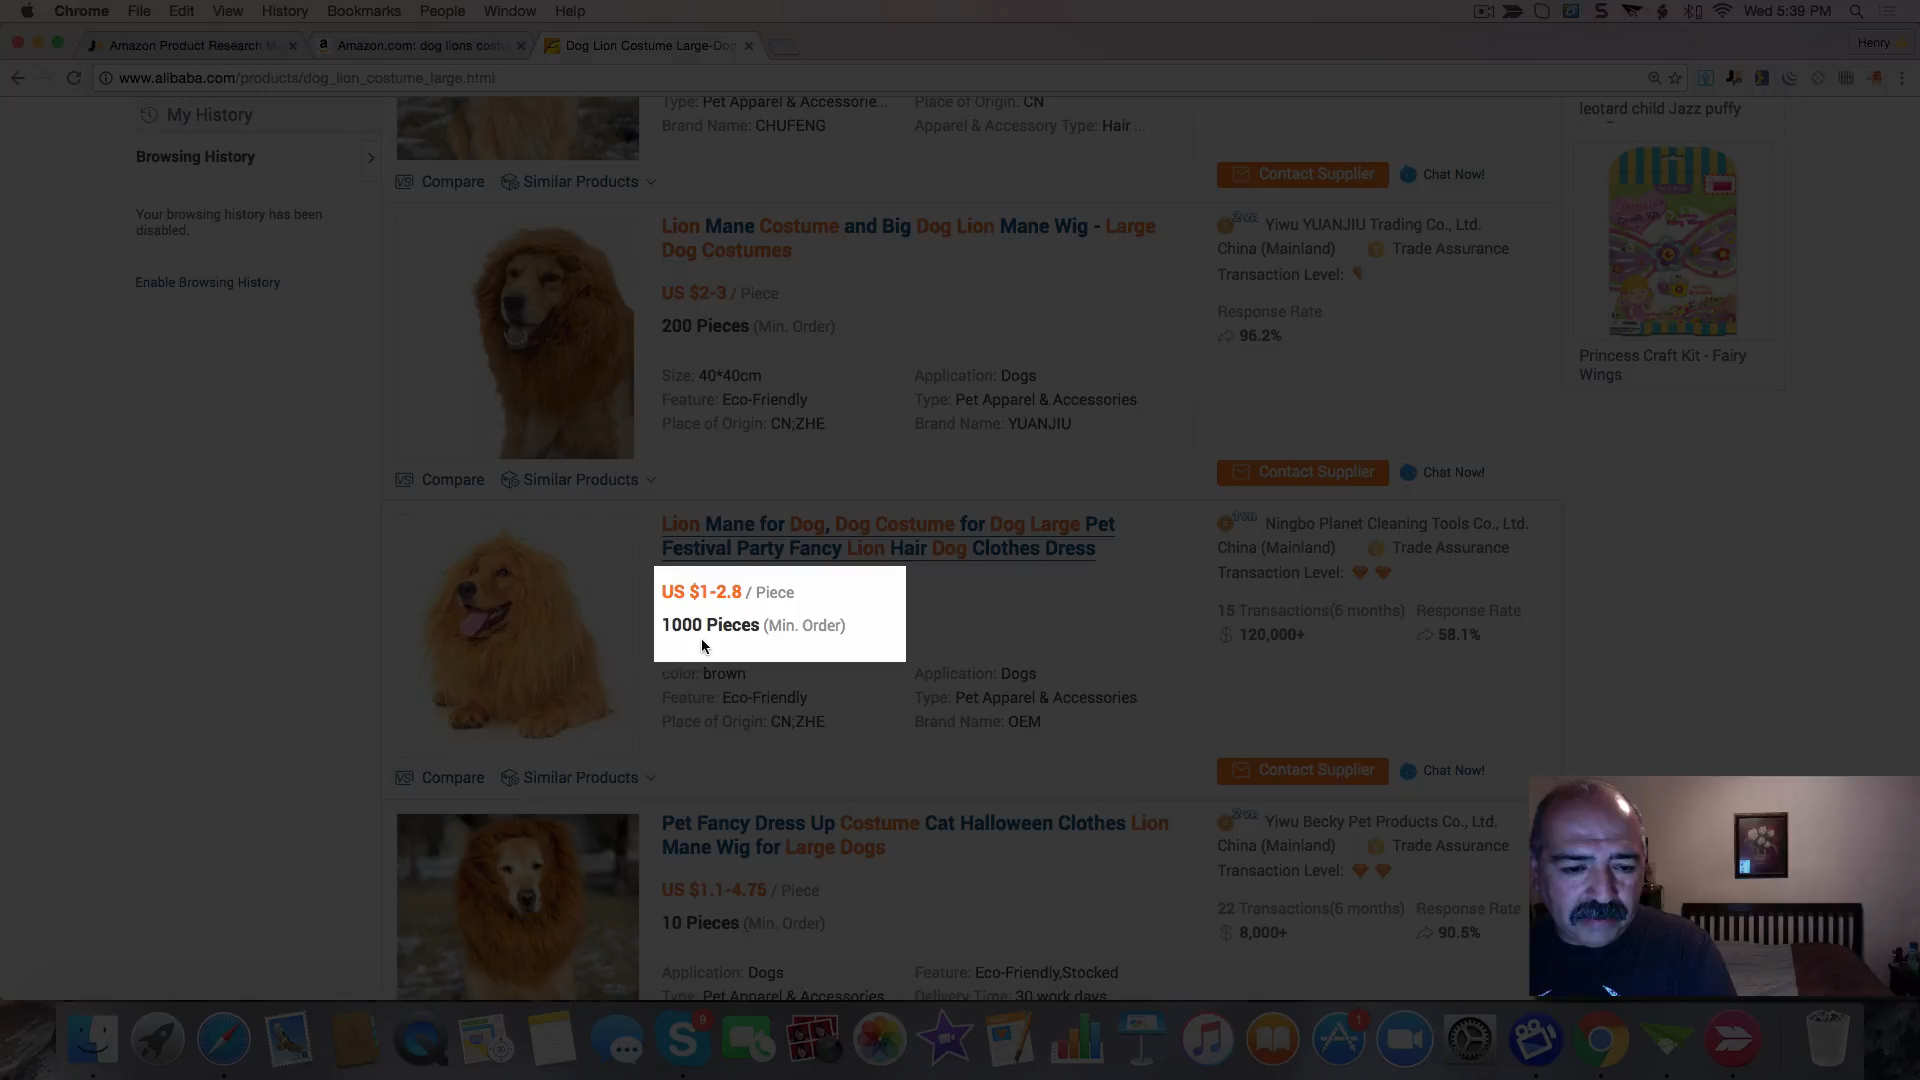 Chrome File Edit View History Bookmarks People Window Help
Wed 5:39 PM
Amazon Product Research M
Amazon.com: dog lions costu
Dog Lion Costume Large-Dog
Henry
www.alibaba.com/products/dog_lion_costume_large.html
My History
Browsing History
Your browsing history has been
disabled.
Enable Browsing History
Type: Pet Apparel & Accessorie... Place of Origin: CN
Brand Name: CHUFENG Apparel & Accessory Type: Hair ...
Compare Similar Products
Contact Supplier Chat Now!
Lion Mane Costume and Big Dog Lion Mane Wig - Large
Dog Costumes
US $2-3 / Piece
200 Pieces (Min. Order)
Size: 40*40cm Application: Dogs
Feature: Eco-Friendly Type: Pet Apparel & Accessories
Place of Origin: CN;ZHE Brand Name: YUANJIU
2YR Yiwu YUANJIU Trading Co., Ltd.
China (Mainland) Trade Assurance
Transaction Level:
Response Rate
96.2%
Compare Similar Products
Contact Supplier Chat Now!
Lion Mane for Dog, Dog Costume for Dog Large Pet
Festival Party Fancy Lion Hair Dog Clothes Dress
US $1-2.8 / Piece
1000 Pieces (Min. Order)
color: brown Application: Dogs
Feature: Eco-Friendly Type: Pet Apparel & Accessories
Place of Origin: CN;ZHE Brand Name: OEM
1YR Ningbo Planet Cleaning Tools Co., Ltd.
China (Mainland) Trade Assurance
Transaction Level:
15 Transactions(6 months) Response Rate
$ 120,000+ 58.1%
Compare Similar Products
Contact Supplier Chat Now!
Pet Fancy Dress Up Costume Cat Halloween Clothes Lion
Mane Wig for Large Dogs
US $1.1-4.75 / Piece
10 Pieces (Min. Order)
Application: Dogs Feature: Eco-Friendly,Stocked
Type: Pet Apparel & Accessories Delivery Time: 30 work days
2YR Yiwu Becky Pet Products Co., Ltd.
China (Mainland) Trade Assurance
Transaction Level:
22 Transactions(6 months) Response Rate
$ 8,000+ 90.5%
leotard child Jazz puffy
Princess Craft Kit - Fairy
Wings
9
1